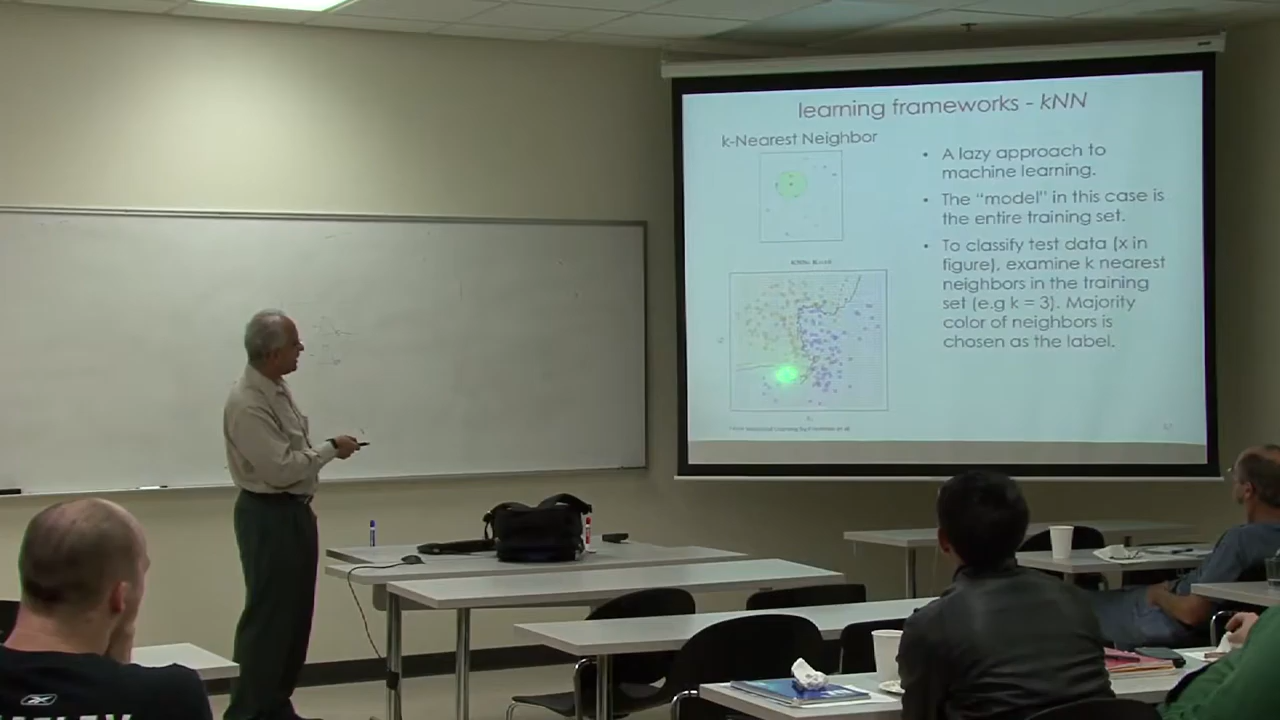 learning frameworks - kNN
k-Nearest Neighbor
• A lazy approach to
machine learning.
• The “model” in this case is
the entire training set.
• To classify test data (x in
figure), examine k nearest
neighbors in the training
set (e.g k = 3). Majority
color of neighbors is
chosen as the label.